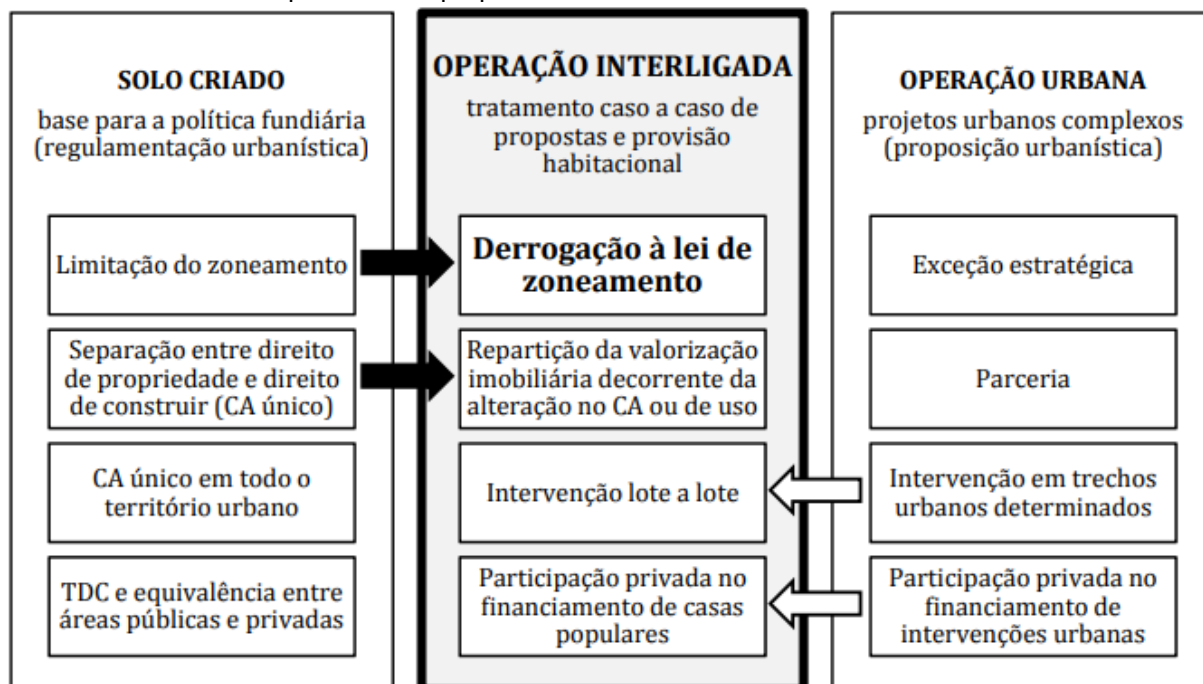 SOLO CRIADO
base para a política fundiária
(regulamentação urbanística)
Limitação do zoneamento
Separação entre direito
de propriedade e direito
de construir (CA único)
CA único em todo o
território urbano
TDC e equivalência entre
áreas públicas e privadas
OPERAÇÃO INTERLIGADA
tratamento caso a caso de
propostas e provisão
habitacional
Derrogação à lei de
zoneamento
Repartição da valorização
imobiliária decorrente da
alteração no CA ou de uso
Intervenção lote a lote
Participação privada no
financiamento de casas
populares
OPERAÇÃO URBANA
projetos urbanos complexos
(proposição urbanística)
Exceção estratégica
Parceria
Intervenção em trechos
urbanos determinados
Participação privada no
financiamento de
intervenções urbanas